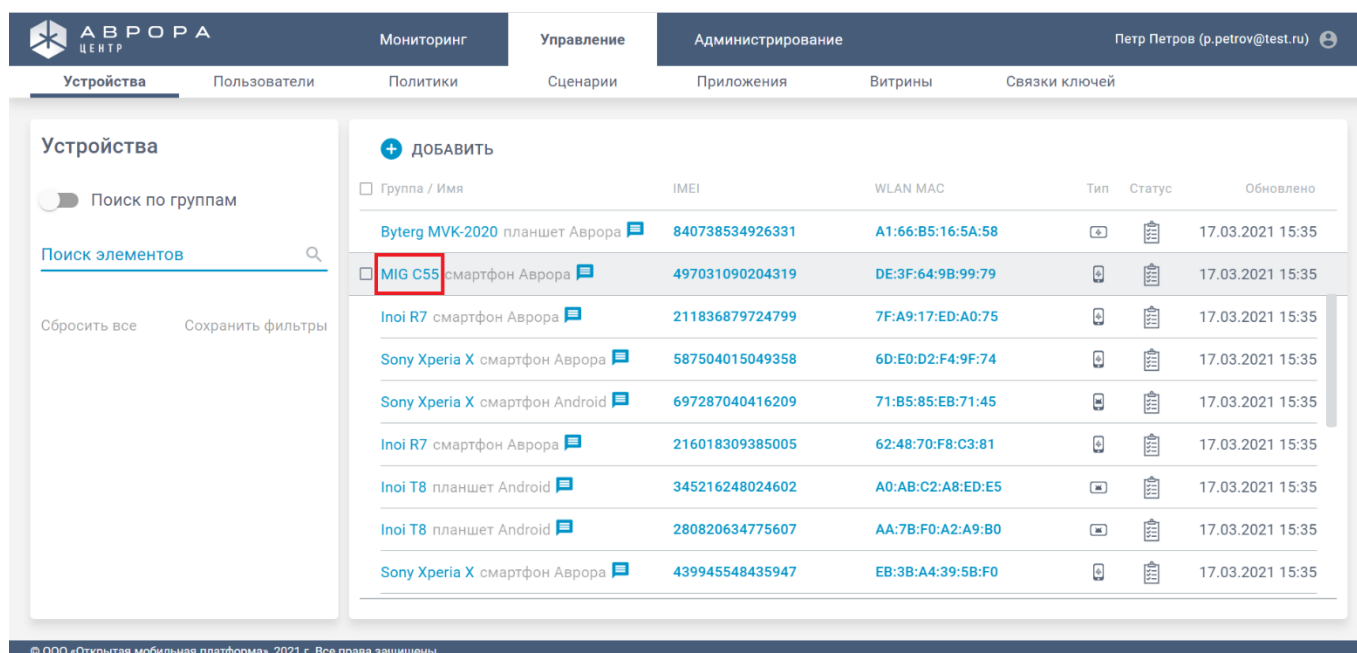 АВРОРА
ЦЕНТР
Мониторинг Управление Администрирование Петр Петров (p.petrov@test.ru)
Устройства Пользователи Политики Сценарии Приложения Витрины Связки ключей
Устройства
Поиск по группам
Поиск элементов
Сбросить все Сохранить фильтры
ДОБАВИТЬ
Группа / Имя IMEI WLAN MAC Тип Статус Обновлено
Byterg MVK-2020 планшет Аврора 840738534926331 A1:66:B5:16:5A:58 17.03.2021 15:35
MIG C55 смартфон Аврора 497031090204319 DE:3F:64:9B:99:79 17.03.2021 15:35
Inoi R7 смартфон Аврора 211836879724799 7F:A9:17:ED:A0:75 17.03.2021 15:35
Sony Xperia X смартфон Аврора 587504015049358 6D:E0:D2:F4:9F:74 17.03.2021 15:35
Sony Xperia X смартфон Android 697287040416209 71:B5:85:EB:71:45 17.03.2021 15:35
Inoi R7 смартфон Аврора 216018309385005 62:48:70:F8:C3:81 17.03.2021 15:35
Inoi T8 планшет Android 345216248024602 A0:AB:C2:A8:ED:E5 17.03.2021 15:35
Inoi T8 планшет Android 280820634775607 AA:7B:F0:A2:A9:B0 17.03.2021 15:35
Sony Xperia X смартфон Аврора 439945548435947 EB:3B:A4:39:5B:F0 17.03.2021 15:35
© ООО «Открытая мобильная платформа», 2021 г. Все права защищены